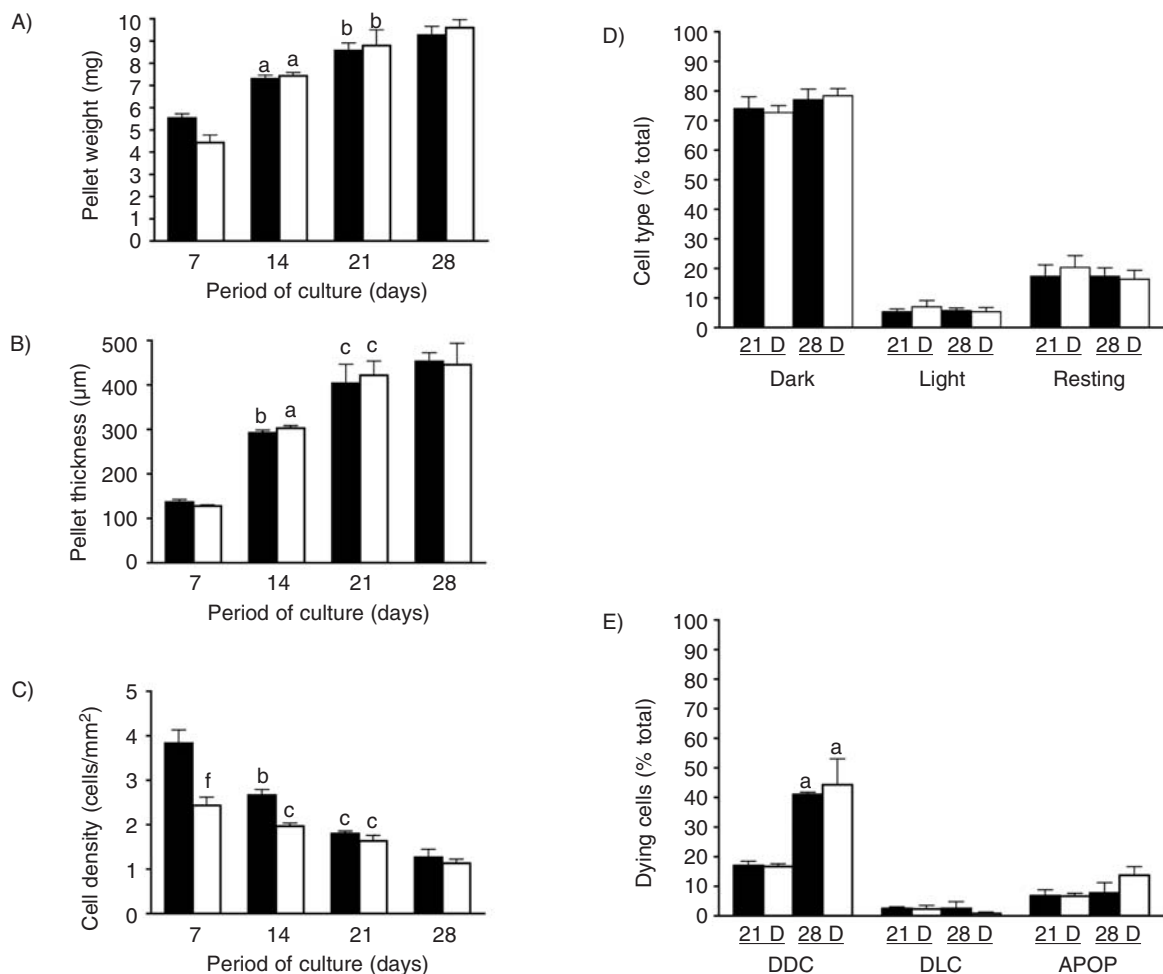 A)
Pellet weight (mg)
10
9
8
7
6
5
4
3
2
1
0
a a
b b
7 14 21 28
Period of culture (days)
B)
Pellet thickness (µm)
500
400
300
200
100
0
b a
c c
7 14 21 28
Period of culture (days)
C)
Cell density (cells/mm²)
5
4
3
2
1
0
f
b
c
c c
7 14 21 28
Period of culture (days)
D)
Cell type (% total)
100
90
80
70
60
50
40
30
20
10
0
21 D 28 D 21 D 28 D 21 D 28 D
Dark Light Resting
E)
Dying cells (% total)
100
90
80
70
60
50
40
30
20
10
0
a
a
21 D 28 D 21 D 28 D 21 D 28 D
DDC DLC APOP